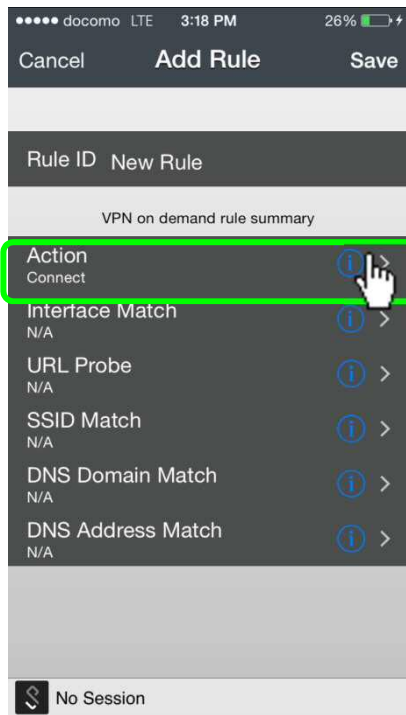 docomo LTE 3:18 PM 26%
Cancel Add Rule Save
Rule ID New Rule
VPN on demand rule summary
Action
Connect
Interface Match
N/A
URL Probe
N/A
SSID Match
N/A
DNS Domain Match
N/A
DNS Address Match
N/A
No Session